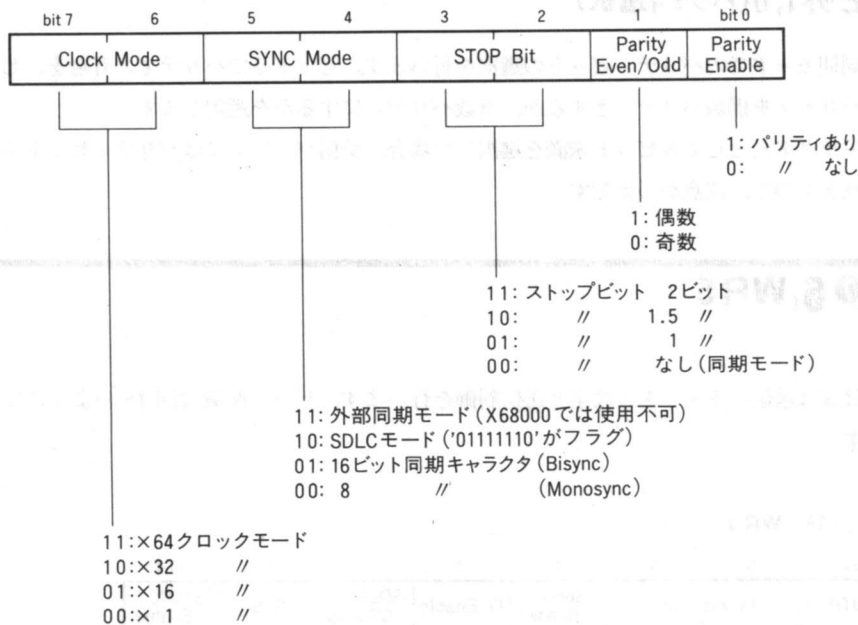 bit 7 6 5 4 3 2 1 bit 0
Clock Mode SYNC Mode STOP Bit Parity Even/Odd Parity Enable
1: パリティあり
0: 〃 なし
1: 偶数
0: 奇数
11: ストップビット 2ビット
10: 〃 1.5 〃
01: 〃 1 〃
00: 〃 なし(同期モード)
11: 外部同期モード(X68000では使用不可)
10: SDLCモード('01111110'がフラグ)
01: 16ビット同期キャラクタ(Bisync)
00: 8 〃 (Monosync)
11:×64クロックモード
10:×32 〃
01:×16 〃
00:× 1 〃